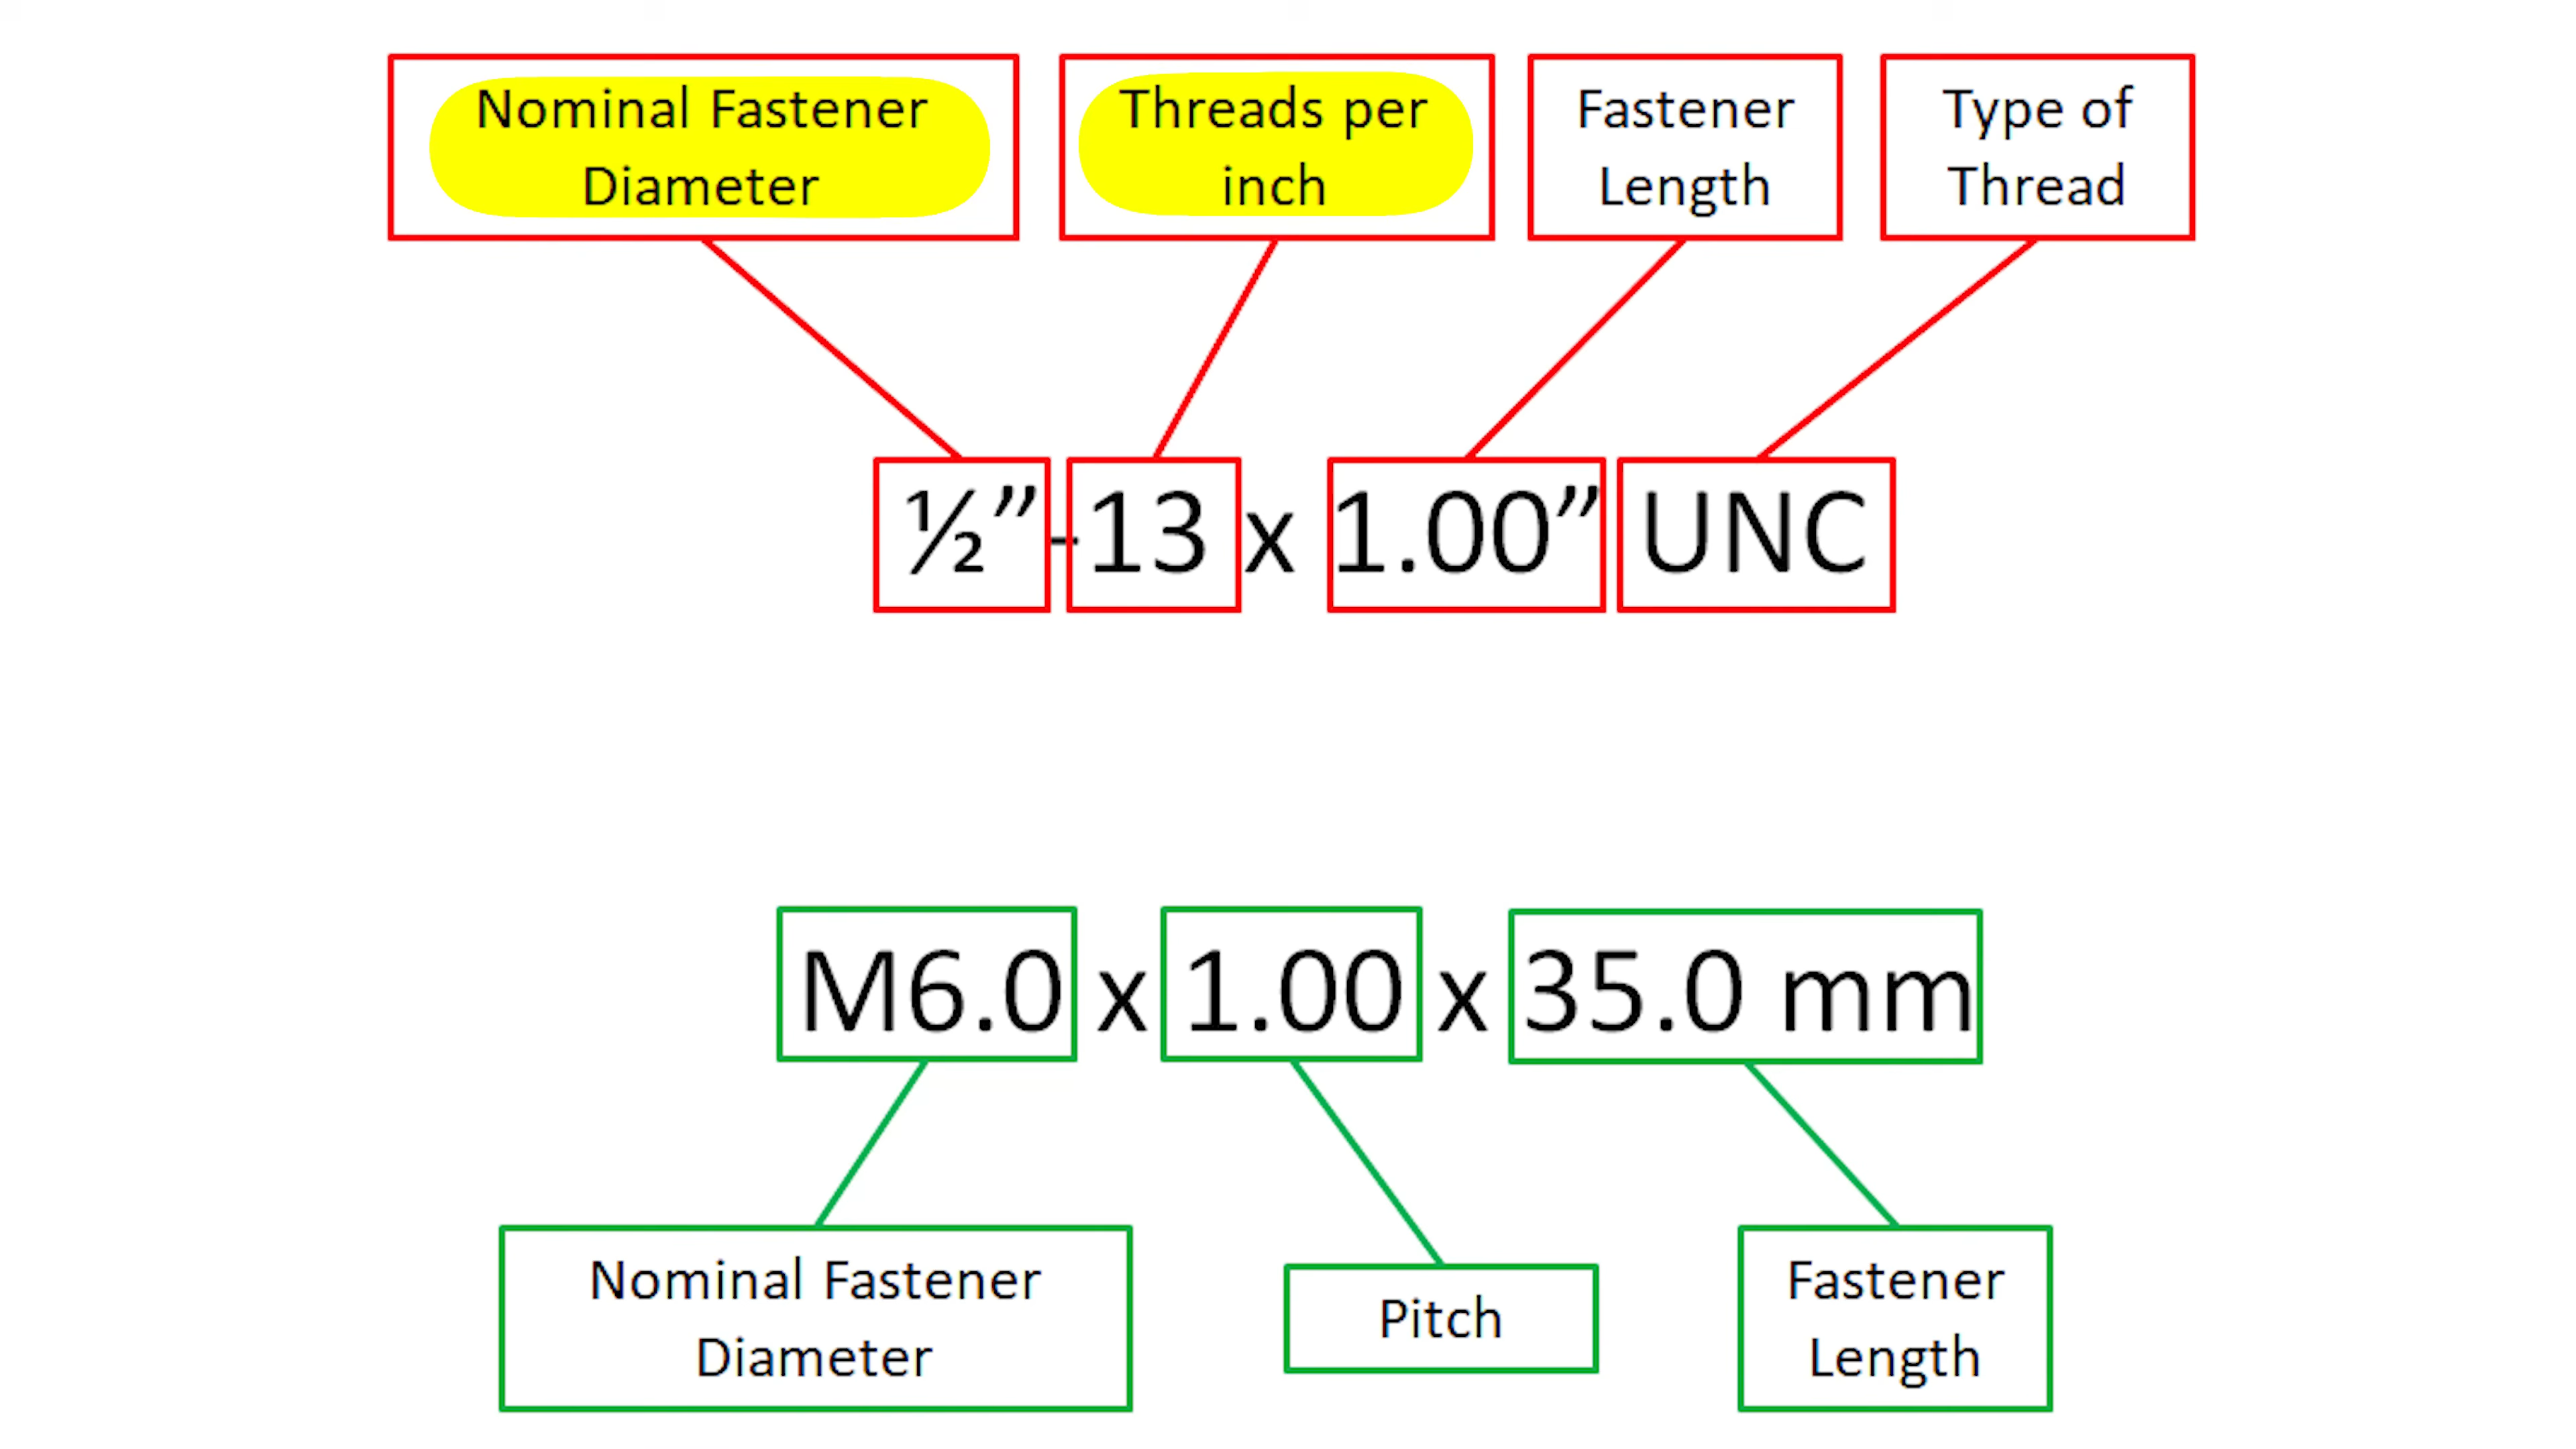 Nominal Fastener
Diameter
Threads per
inch
Fastener
Length
Type of
Thread
½”-13 x 1.00” UNC
M6.0 x 1.00 x 35.0 mm
Nominal Fastener
Diameter
Pitch
Fastener
Length